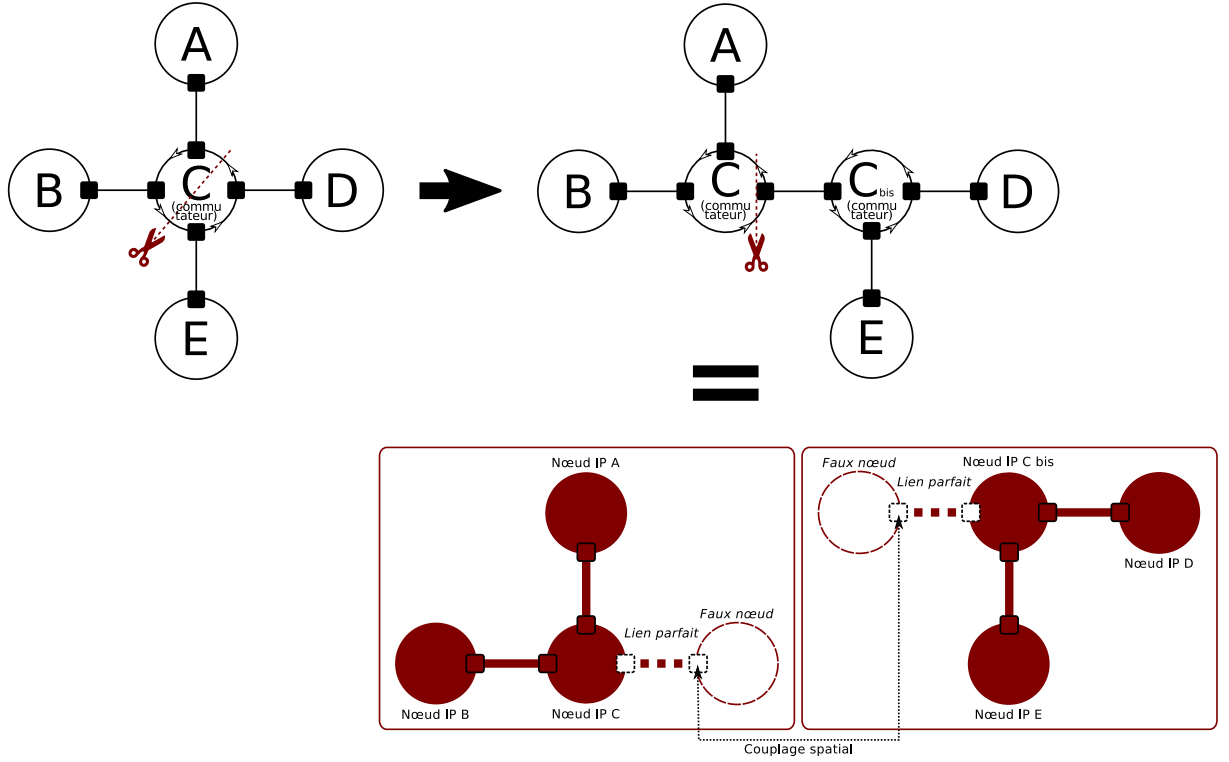 A
A
B
C
(commu
tateur)
D
B
C
(commu
tateur)
C bis
(commu
tateur)
D
E
E
Nœud IP A
Faux nœud
Lien parfait
Nœud IP C bis
Nœud IP D
Faux nœud
Lien parfait
Nœud IP B
Nœud IP C
Nœud IP E
Couplage spatial